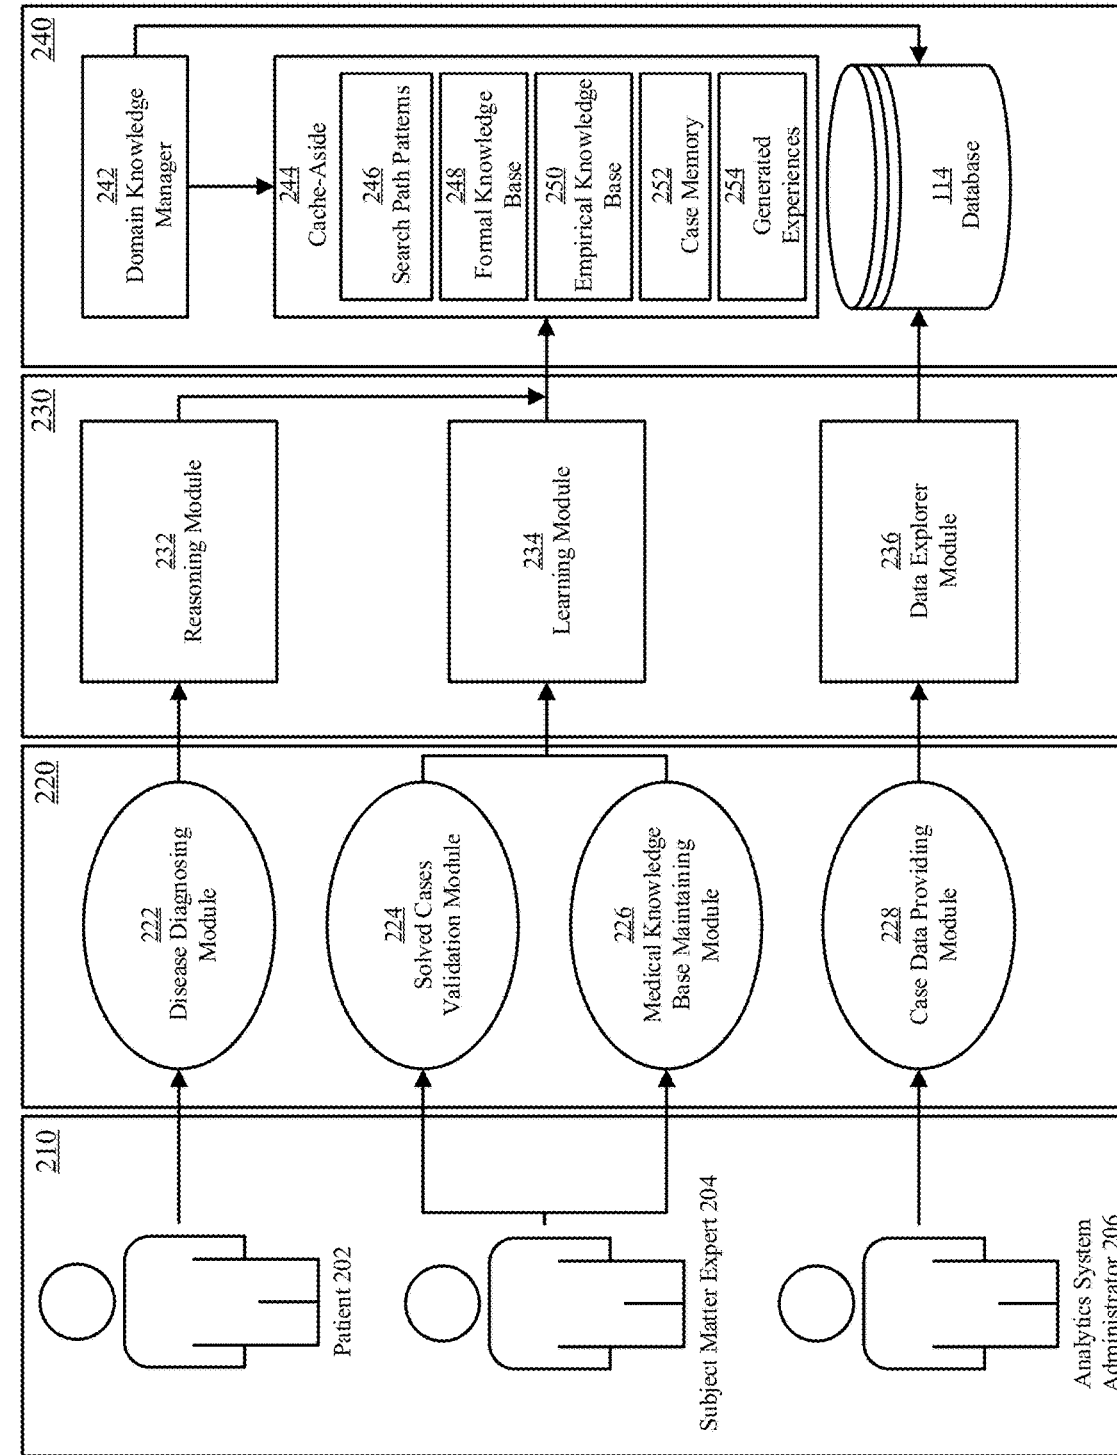 210
Patient 202
Subject Matter Expert 204
Analytics System
Administrator 206
220
222
Disease Diagnosing
Module
224
Solved Cases
Validation Module
226
Medical Knowledge
Base Maintaining
Module
228
Case Data Providing
Module
230
232
Reasoning Module
234
Learning Module
236
Data Explorer
Module
240
242
Domain Knowledge
Manager
244
Cache-Aside
246
Search Path Patterns
248
Formal Knowledge
Base
250
Empirical Knowledge
Base
252
Case Memory
254
Generated
Experiences
114
Database